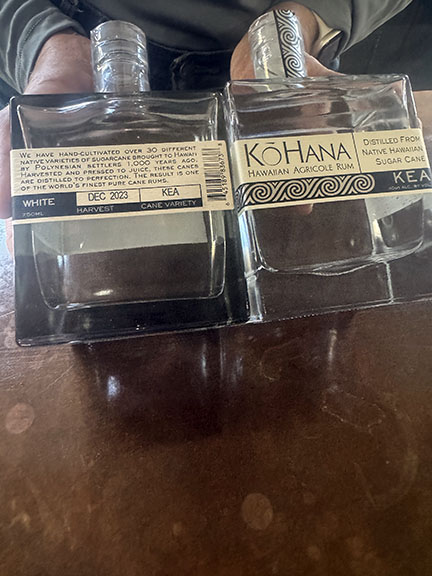 We have hand-cultivated over 30 different
native varieties of sugarcane brought to Hawaii
by Polynesian settlers 1,000 years ago.
Harvested and pressed to juice, these canes
are distilled to perfection. The result is one
of the world's finest pure cane rums.
WHITE
DEC 2023
KEA
750ML
HARVEST
CANE VARIETY
KŌHANA
HAWAIIAN AGRICOLE RUM
DISTILLED FROM
NATIVE HAWAIIAN
SUGAR CANE
KEA